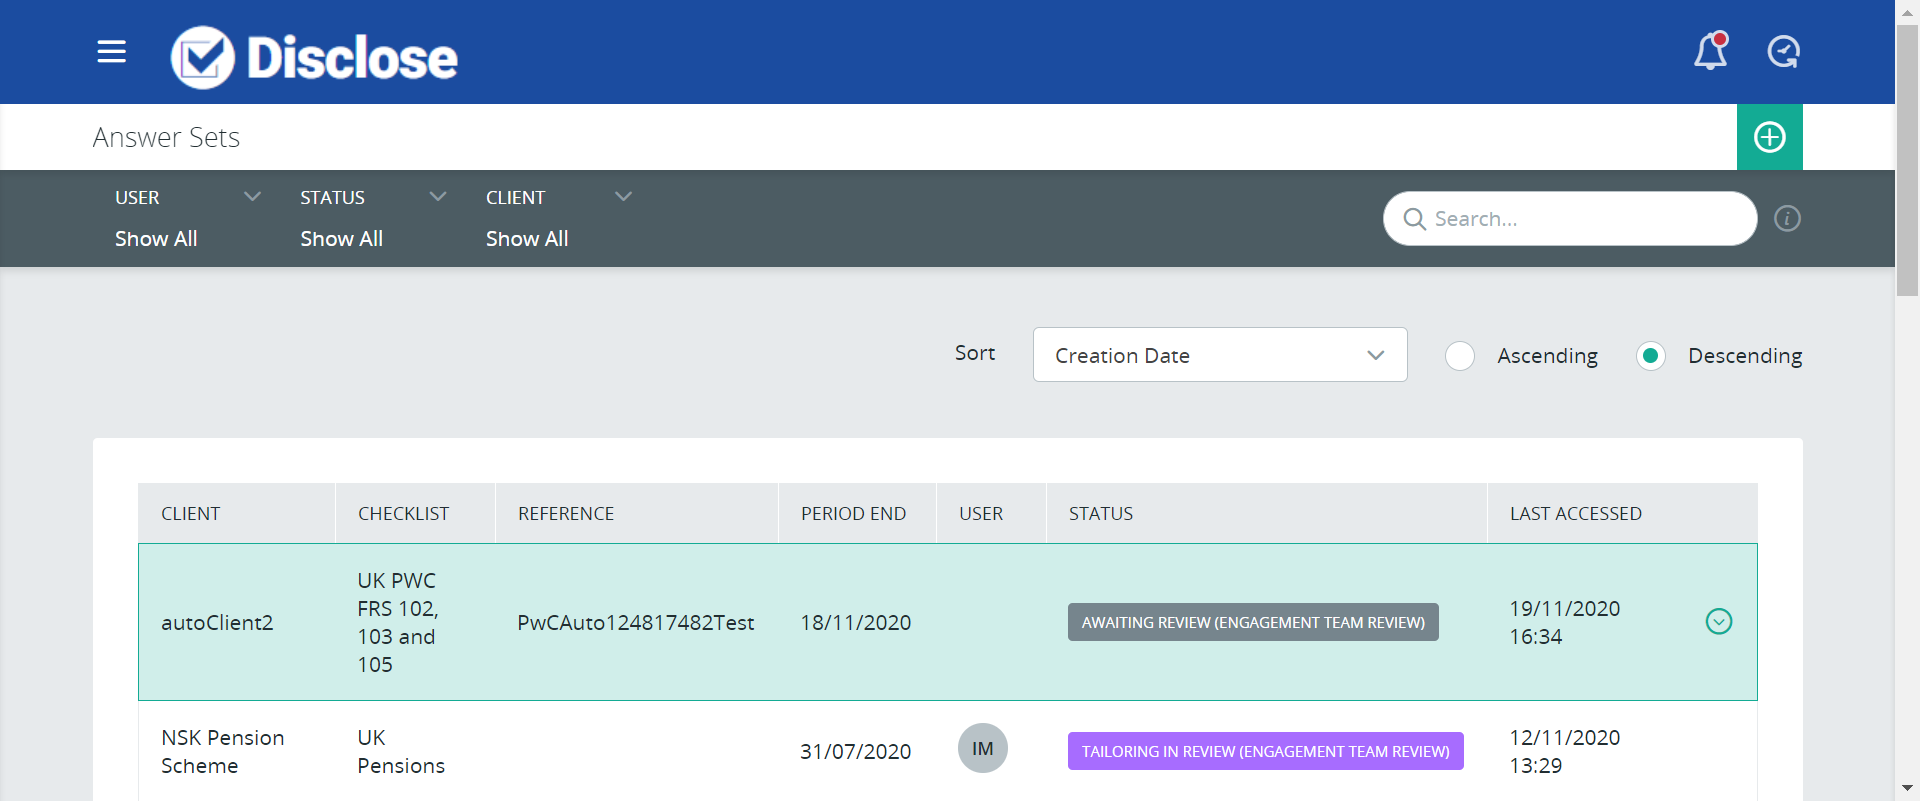 Disclose
Answer Sets
USER STATUS CLIENT
Show All Show All Show All
Search...
i
Sort Creation Date Ascending Descending
CLIENT CHECKLIST REFERENCE PERIOD END USER STATUS LAST ACCESSED
UK PWC
FRS 102,
103 and
105
autoClient2
PwCAuto124817482Test 18/11/2020 AWAITING REVIEW (ENGAGEMENT TEAM REVIEW)
19/11/2020
16:34
NSK Pension
Scheme
UK
Pensions
31/07/2020 IM TAILORING IN REVIEW (ENGAGEMENT TEAM REVIEW)
12/11/2020
13:29